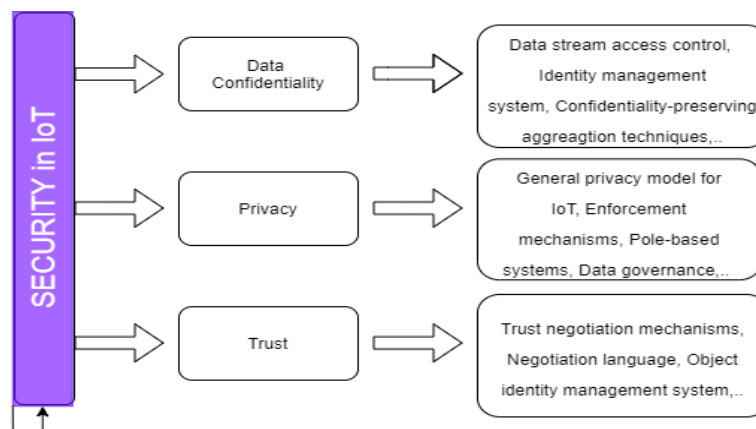 SECURITY in IoT
Data
Confidentiality
Data stream access control,
Identity management
system, Confidentiality-preserving
aggreagtion techniques,..
Privacy
General privacy model for
IoT, Enforcement
mechanisms, Pole-based
systems, Data governance,..
Trust
Trust negotiation mechanisms,
Negotiation language, Object
identity management system,..